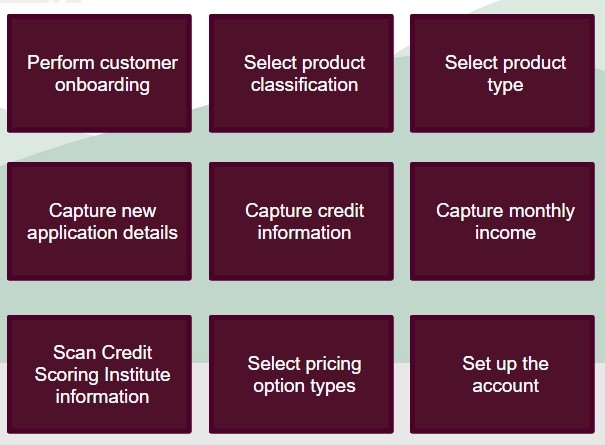 Perform customer
onboarding
Select product
classification
Select product
type
Capture new
application details
Capture credit
information
Capture monthly
income
Scan Credit
Scoring Institute
information
Select pricing
option types
Set up the
account